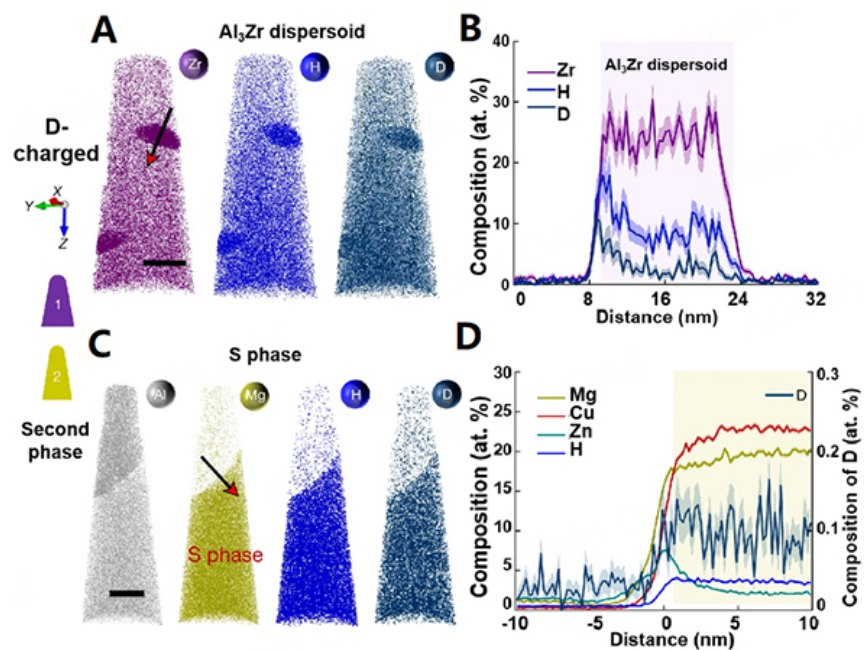 A
Al₃Zr dispersoid
Zr
H
D
D-
charged
X
Y
Z
1
2
Second
phase
B
Composition (at. %)
40
30
20
10
0
Zr
H
D
Al₃Zr dispersoid
0 8 16 24 32
Distance (nm)
C
S phase
Al
Mg
H
D
S phase
D
Composition (at. %)
30
25
20
15
10
5
0
Mg
Cu
Zn
H
D
0.3
0.2
0.1
0
Composition of D (at. %)
-10 -5 0 5 10
Distance (nm)